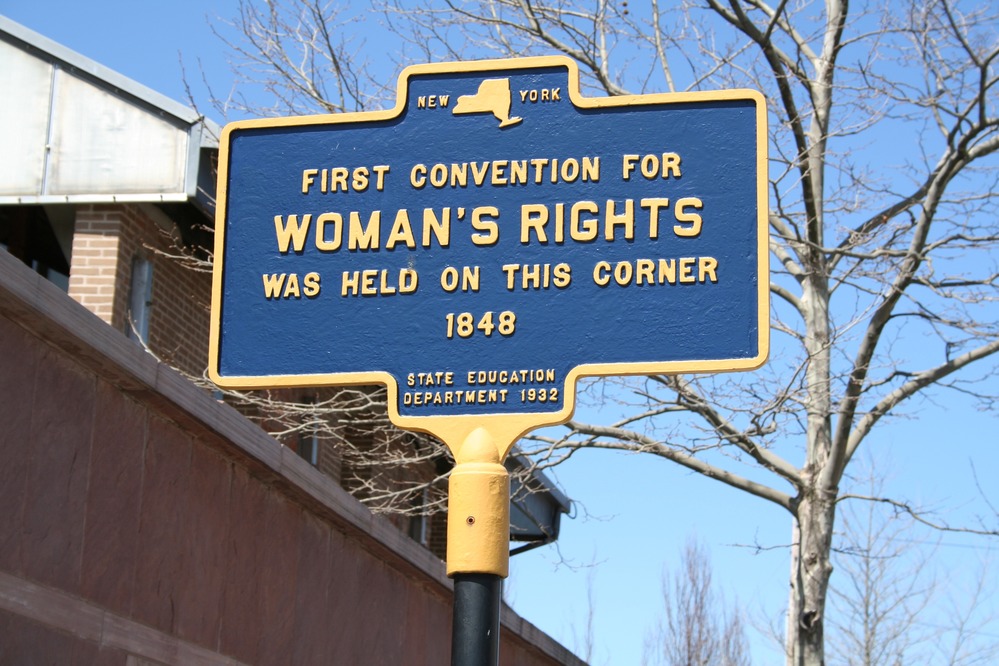 NEW YORK
FIRST CONVENTION FOR
WOMAN'S RIGHTS
WAS HELD ON THIS CORNER
1848
STATE EDUCATION
DEPARTMENT 1932